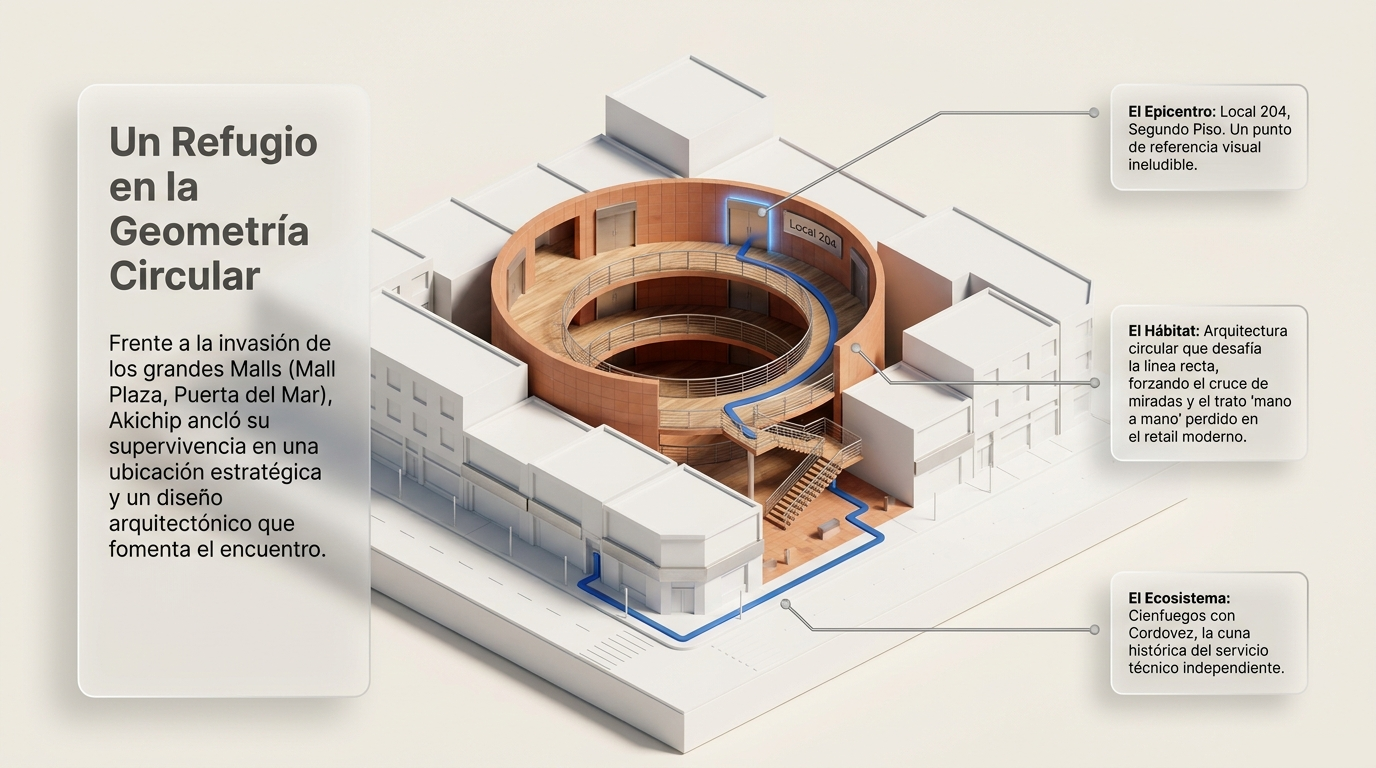 Un Refugio
en la
Geometría
Circular
Frente a la invasión de
los grandes Malls (Mall
Plaza, Puerta del Mar),
Akichip ancló su
supervivencia en una
ubicación estratégica
y un diseño
arquitectónico que
fomenta el encuentro.
Local 204
El Epicentro: Local 204,
Segundo Piso. Un punto
de referencia visual
ineludible.
El Hábitat: Arquitectura
circular que desafía
la linea recta,
forzando el cruce de
miradas y el trato 'mano
a mano' perdido en
el retail moderno.
El Ecosistema:
Cienfuegos con
Cordovez, la cuna
histórica del servicio
técnico independiente.